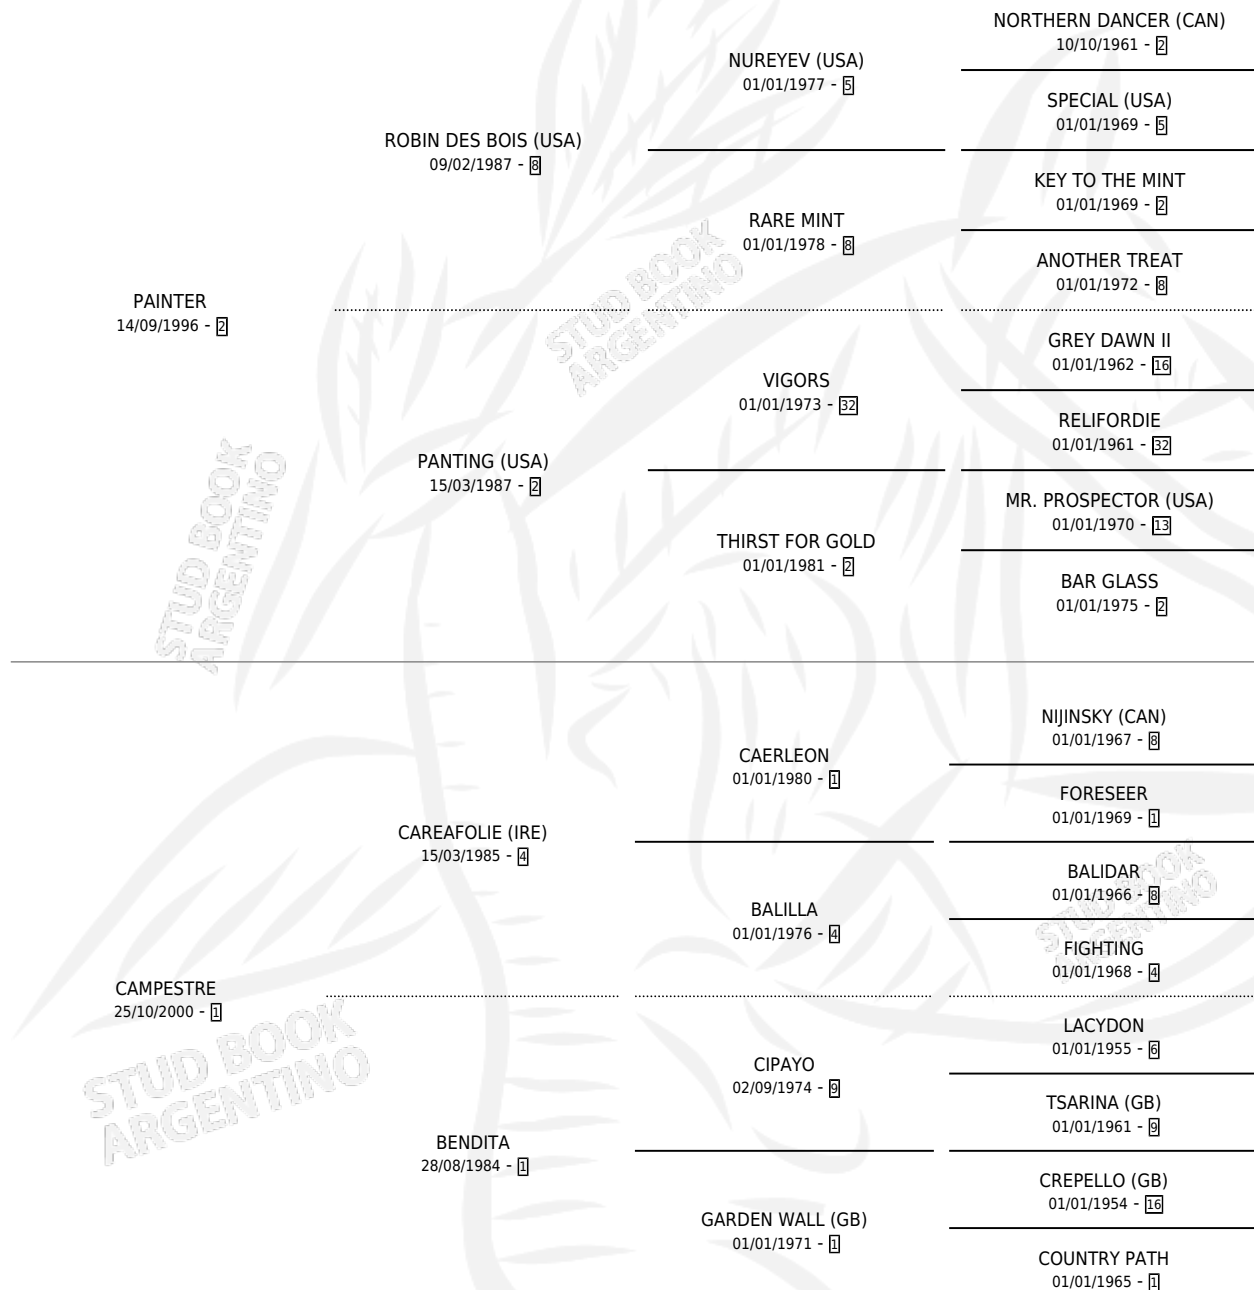 NORTHERN DANCER (CAN)
10/10/1961 - 2
NUREYEV (USA)
01/01/1977 - 5
SPECIAL (USA)
01/01/1969 - 5
ROBIN DES BOIS (USA)
09/02/1987 - 8
KEY TO THE MINT
01/01/1969 - 2
RARE MINT
01/01/1978 - 8
ANOTHER TREAT
01/01/1972 - 8
PAINTER
14/09/1996 - 2
GREY DAWN II
01/01/1962 - 16
VIGORS
01/01/1973 - 32
RELIFORDIE
01/01/1961 - 32
PANTING (USA)
15/03/1987 - 2
MR. PROSPECTOR (USA)
01/01/1970 - 13
THIRST FOR GOLD
01/01/1981 - 2
BAR GLASS
01/01/1975 - 2
NIJINSKY (CAN)
01/01/1967 - 8
CAERLEON
01/01/1980 - 1
FORESEER
01/01/1969 - 1
CAREAFOLIE (IRE)
15/03/1985 - 4
BALIDAR
01/01/1966 - 8
BALILLA
01/01/1976 - 4
FIGHTING
01/01/1968 - 4
CAMPESTRE
25/10/2000 - 1
LACYDON
01/01/1955 - 6
CIPAYO
02/09/1974 - 9
TSARINA (GB)
01/01/1961 - 9
BENDITA
28/08/1984 - 1
CREPELLO (GB)
01/01/1954 - 16
GARDEN WALL (GB)
01/01/1971 - 1
COUNTRY PATH
01/01/1965 - 1
STUD BOOK
ARGENTINO
STUD BOOK
ARGENTINO
STUD BOOK
ARGENTINO
STUD BOOK
ARGENTINO